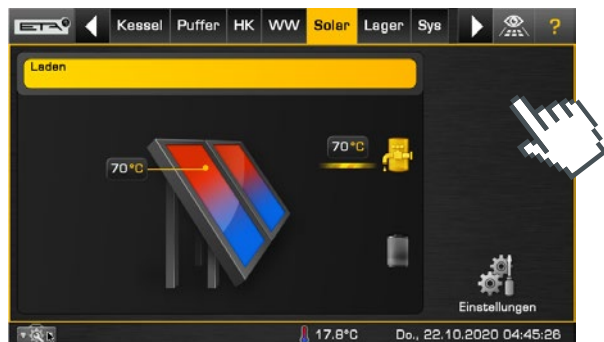 ETA
Kessel Puffer HK WW Solar Lager Sys ?
Laden
70°C
70°C
Einstellungen
17.8°C Do., 22.10.2020 04:45:26